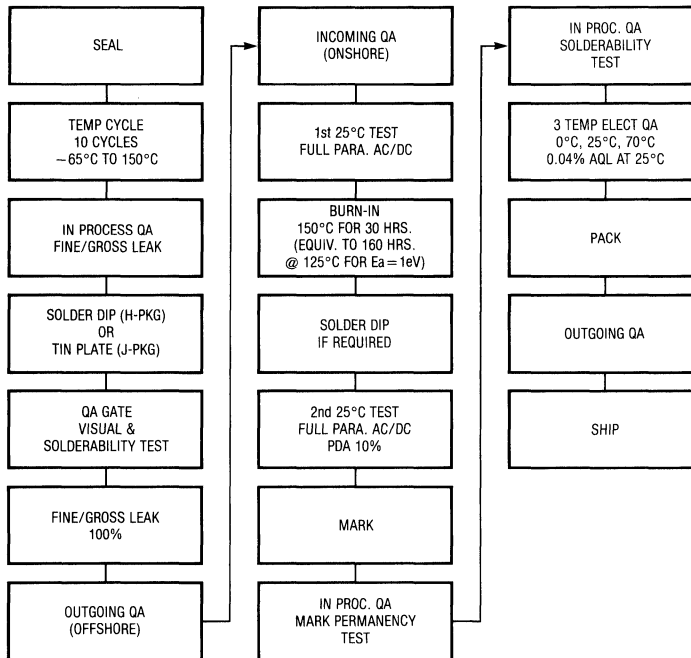 SEAL
TEMP CYCLE
10 CYCLES
−65°C TO 150°C
IN PROCESS QA
FINE/GROSS LEAK
SOLDER DIP (H-PKG)
OR
TIN PLATE (J-PKG)
QA GATE
VISUAL &
SOLDERABILITY TEST
FINE/GROSS LEAK
100%
OUTGOING QA
(OFFSHORE)
INCOMING QA
(ONSHORE)
1st 25°C TEST
FULL PARA. AC/DC
BURN-IN
150°C FOR 30 HRS.
(EQUIV. TO 160 HRS.
@ 125°C FOR Ea = 1eV)
SOLDER DIP
IF REQUIRED
2nd 25°C TEST
FULL PARA. AC/DC
PDA 10%
MARK
IN PROC. QA
MARK PERMANENCY
TEST
IN PROC. QA
SOLDERABILITY
TEST
3 TEMP ELECT QA
0°C, 25°C, 70°C
0.04% AQL AT 25°C
PACK
OUTGOING QA
SHIP